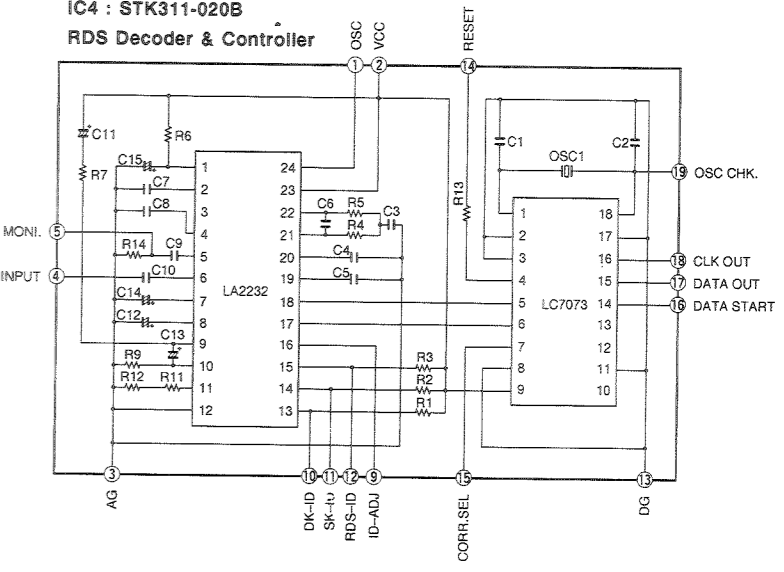 IC4 : STK311-020B
RDS Decoder & Controller
OSC
VCC
RESET
1
2
14
C11
R6
R7
C15
C7
C8
MONI. 5
R14
C9
INPUT 4
C10
C14
C12
C13
R9
R12
R11
LA2232
1
2
3
4
5
6
7
8
9
10
11
12
24
23
22
21
20
19
18
17
16
15
14
13
C6
R5
R4
C3
C4
C5
R3
R2
R1
R13
C1
C2
OSC1
LC7073
1
2
3
4
5
6
7
8
9
18
17
16
15
14
13
12
11
10
19 OSC CHK.
18 CLK OUT
17 DATA OUT
16 DATA START
3
10
11
12
9
15
13
AG
DK-ID
SK-ID
RDS-ID
ID-ADJ
CORR.SEL
DG